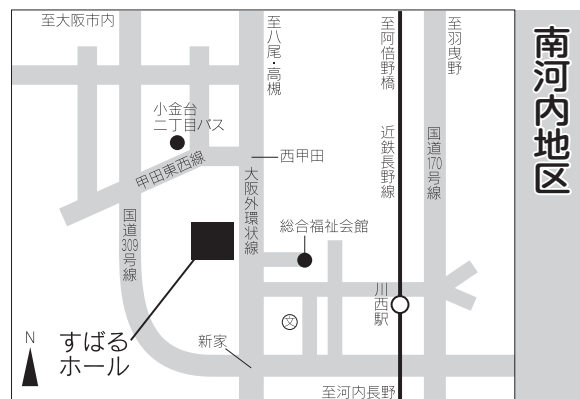 至大阪市内
至八尾・高槻
至阿倍野橋
至羽曳野
南河内地区
小金台
二丁目バス
西甲田
甲田東西線
大阪外環状線
近鉄長野線
国道170号線
国道309号線
総合福祉会館
川西駅
文
新家
N
すばる
ホール
至河内長野